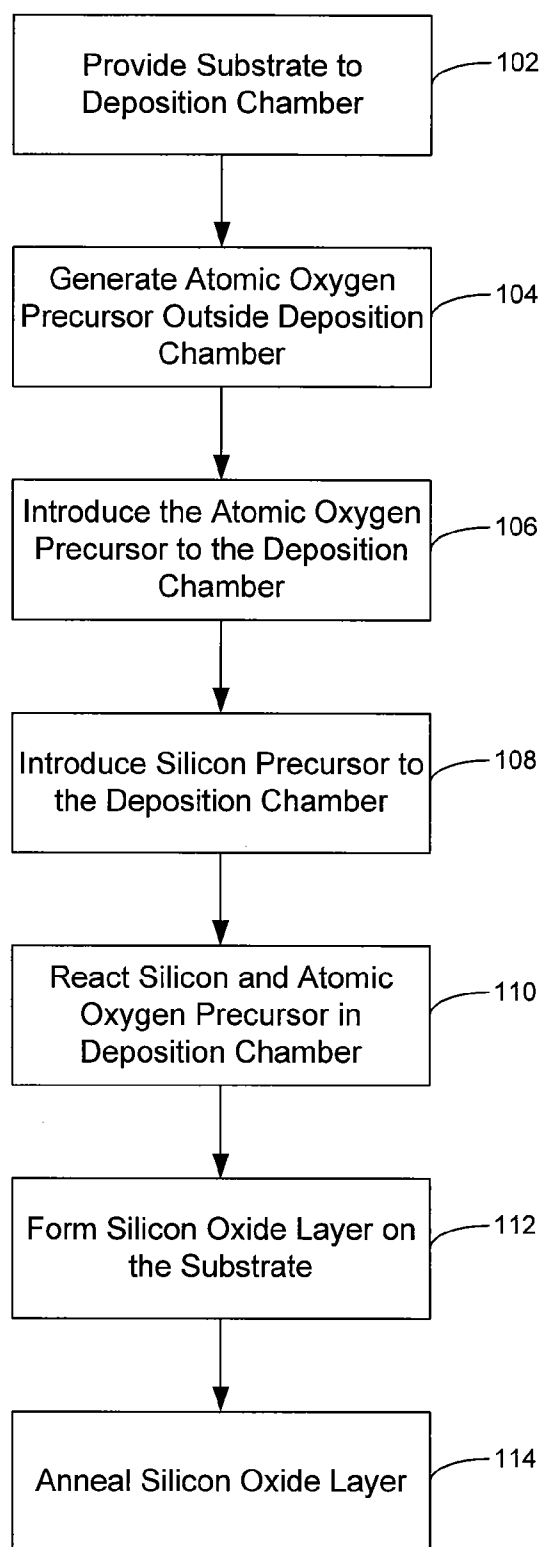 Provide Substrate to
Deposition Chamber
102
Generate Atomic Oxygen
Precursor Outside Deposition
Chamber
104
Introduce the Atomic Oxygen
Precursor to the Deposition
Chamber
106
Introduce Silicon Precursor to
the Deposition Chamber
108
React Silicon and Atomic
Oxygen Precursor in
Deposition Chamber
110
Form Silicon Oxide Layer on
the Substrate
112
Anneal Silicon Oxide Layer
114